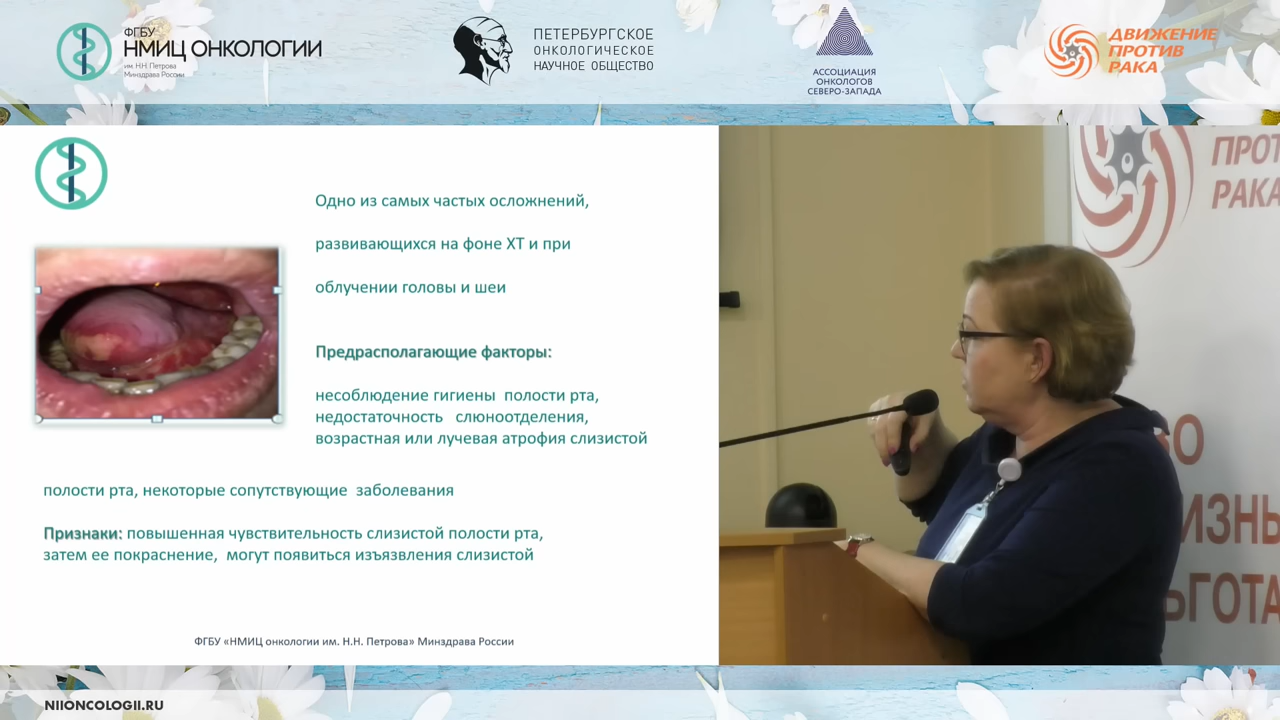 ФГБУ
НМИЦ ОНКОЛОГИИ
им. Н.Н. Петрова
Минздрава России
ПЕТЕРБУРГСКОЕ
ОНКОЛОГИЧЕСКОЕ
НАУЧНОЕ ОБЩЕСТВО
АССОЦИАЦИЯ
ОНКОЛОГОВ
СЕВЕРО-ЗАПАДА
ДВИЖЕНИЕ
ПРОТИВ
РАКА
Одно из самых частых осложнений,
развивающихся на фоне ХТ и при
облучении головы и шеи
Предрасполагающие факторы:
несоблюдение гигиены полости рта,
недостаточность слюноотделения,
возрастная или лучевая атрофия слизистой
полости рта, некоторые сопутствующие заболевания
Признаки: повышенная чувствительность слизистой полости рта,
затем ее покраснение, могут появиться изъязвления слизистой
ФГБУ «НМИЦ онкологии им. Н.Н. Петрова» Минздрава России
ПРОТ
РАКА
ВО
ИЗНЬ
ЬГОТА
NIIONCOLOGII.RU